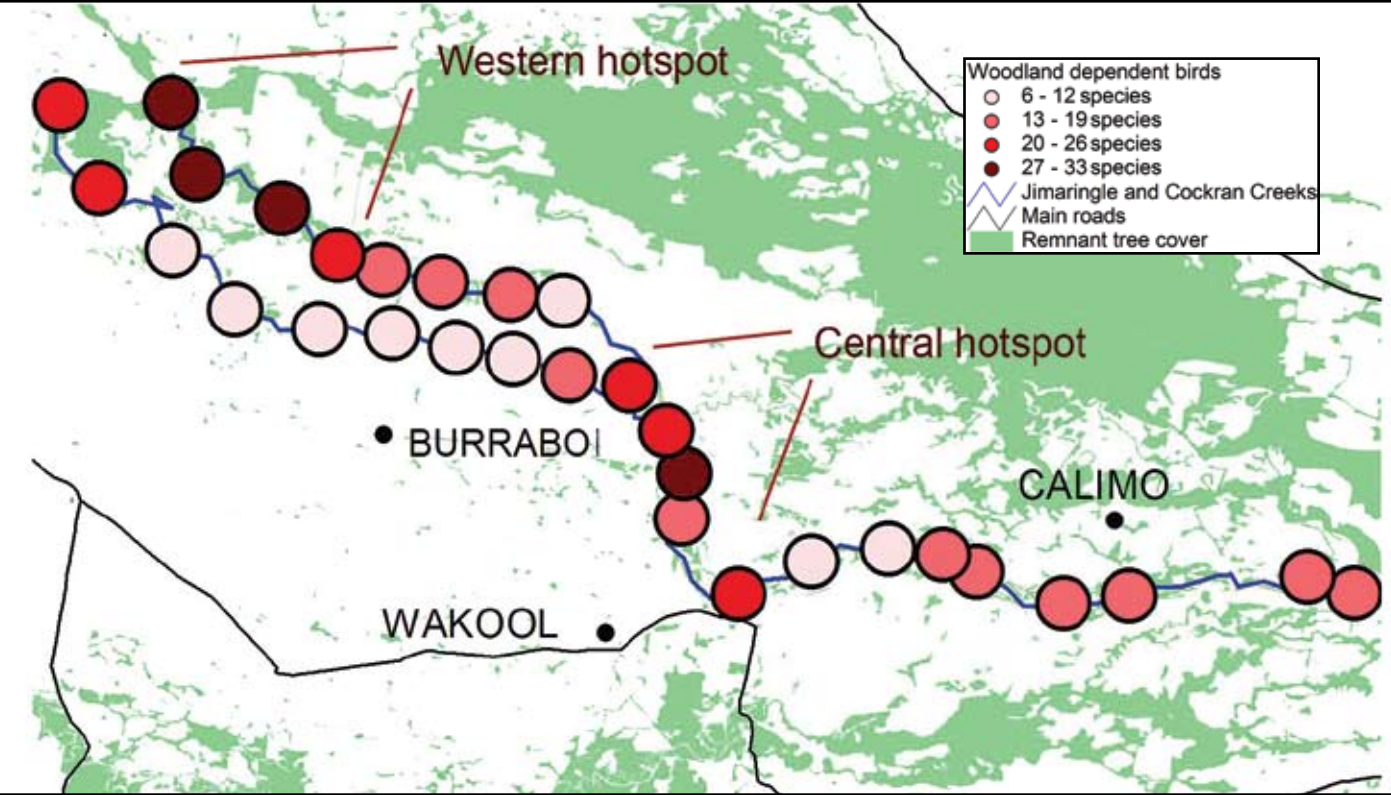 Western hotspot
Woodland dependent birds
6 - 12 species
13 - 19 species
20 - 26 species
27 - 33 species
Jimaringle and Cockran Creeks
Main roads
Remnant tree cover
Central hotspot
BURRABOI
CALIMO
WAKOOL